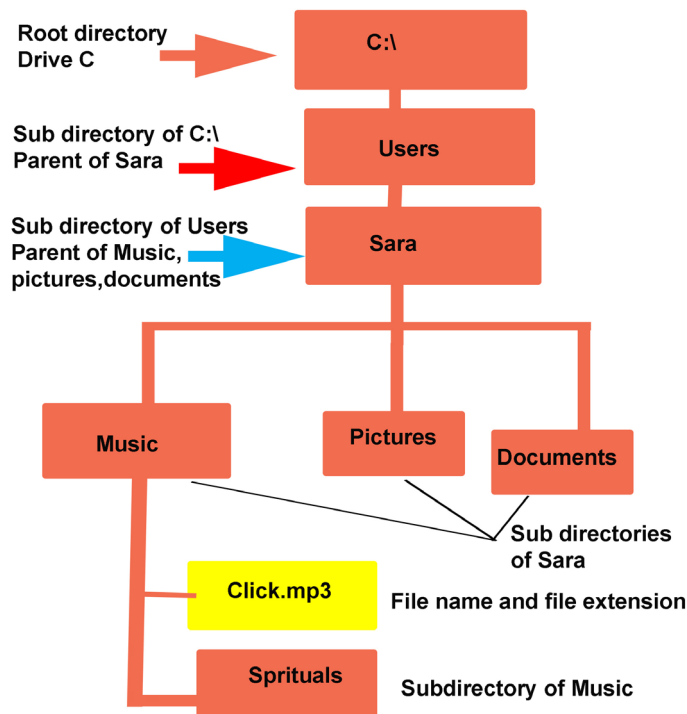 Root directory
Drive C
C:\
Sub directory of C:\
Parent of Sara
Users
Sub directory of Users
Parent of Music,
pictures,documents
Sara
Music
Pictures
Documents
Sub directories
of Sara
Click.mp3
File name and file extension
Sprituals
Subdirectory of Music